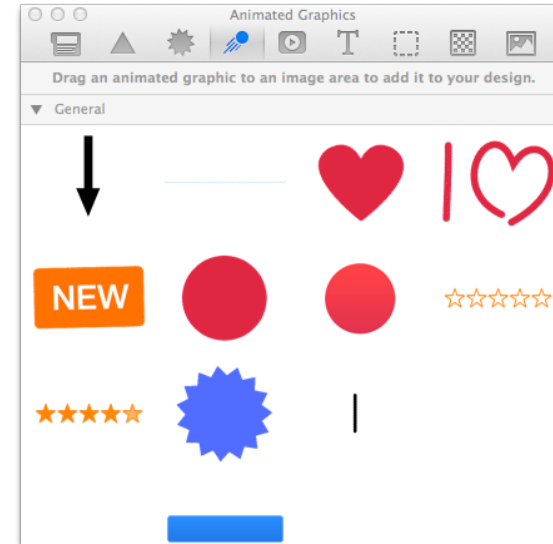 Animated Graphics
Drag an animated graphic to an image area to add it to your design.
General
NEW